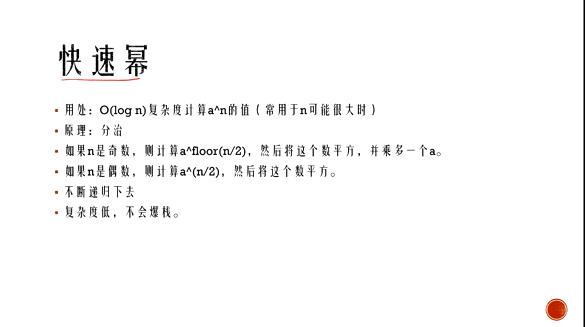 快速幂
用处：O(log n)复杂度计算a^n的值（常用于n可能很大时）
原理：分治
如果n是奇数，则计算a^floor(n/2)，然后将这个数平方，并乘多一个a。
如果n是偶数，则计算a^(n/2)，然后将这个数平方。
不断递归下去
复杂度低，不会爆栈。